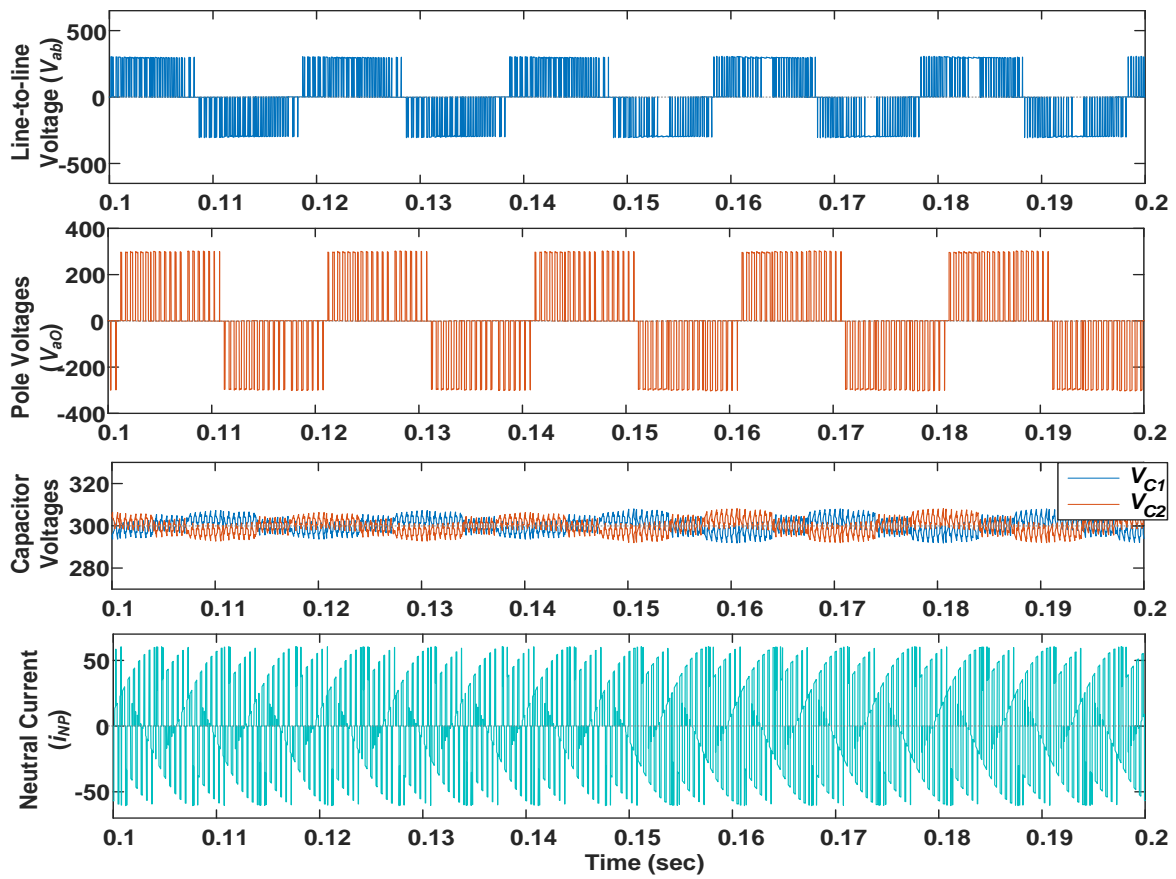 Line-to-line
Voltage (Vab)
500
0
-500
0.1 0.11 0.12 0.13 0.14 0.15 0.16 0.17 0.18 0.19 0.2
Pole Voltages
(VaO)
400
200
0
-200
-400
0.1 0.11 0.12 0.13 0.14 0.15 0.16 0.17 0.18 0.19 0.2
Capacitor
Voltages
320
300
280
VC1
VC2
0.1 0.11 0.12 0.13 0.14 0.15 0.16 0.17 0.18 0.19 0.2
Neutral Current
(iNP)
50
0
-50
0.1 0.11 0.12 0.13 0.14 0.15 0.16 0.17 0.18 0.19 0.2
Time (sec)